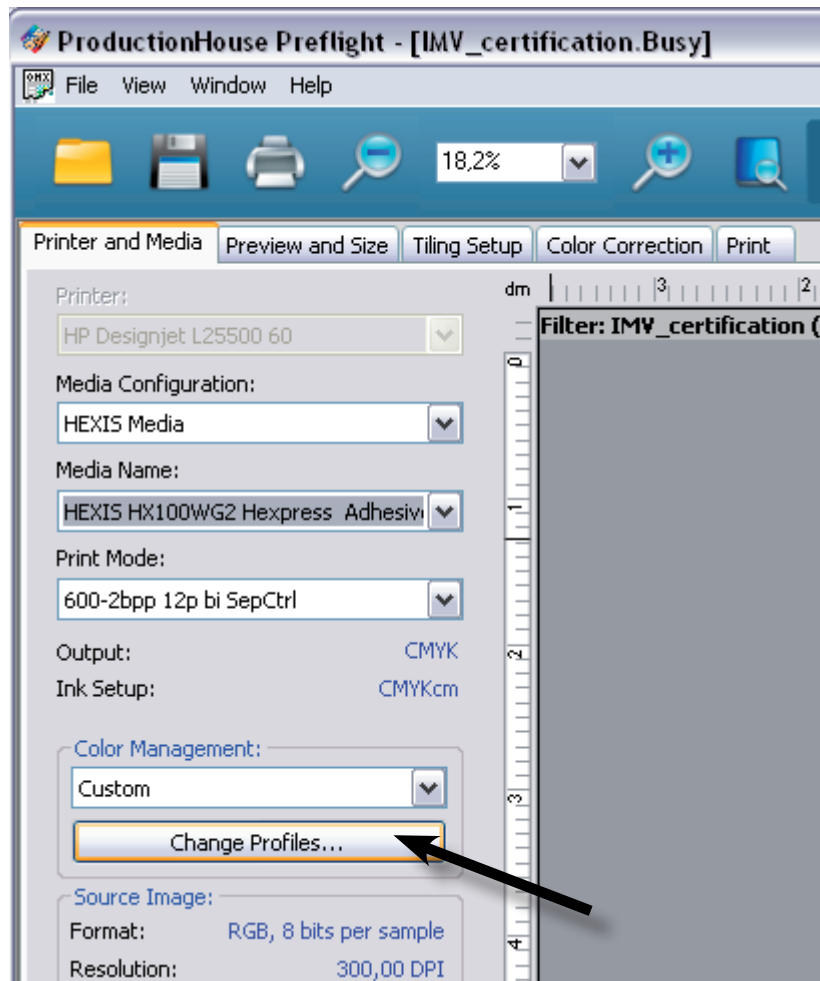 ProductionHouse Preflight - [IMV_certification.Busy]
File View Window Help
18,2%
Printer and Media Preview and Size Tiling Setup Color Correction Print
Printer:
HP Designjet L25500 60
Media Configuration:
HEXIS Media
Media Name:
HEXIS HX100WG2 Hexpress Adhesiv
Print Mode:
600-2bpp 12p bi SepCtrl
Output: CMYK
Ink Setup: CMYKcm
Color Management:
Custom
Change Profiles...
Source Image:
Format: RGB, 8 bits per sample
Resolution: 300,00 DPI
dm 3 2
Filter: IMV_certification (
0
1
2
3
4